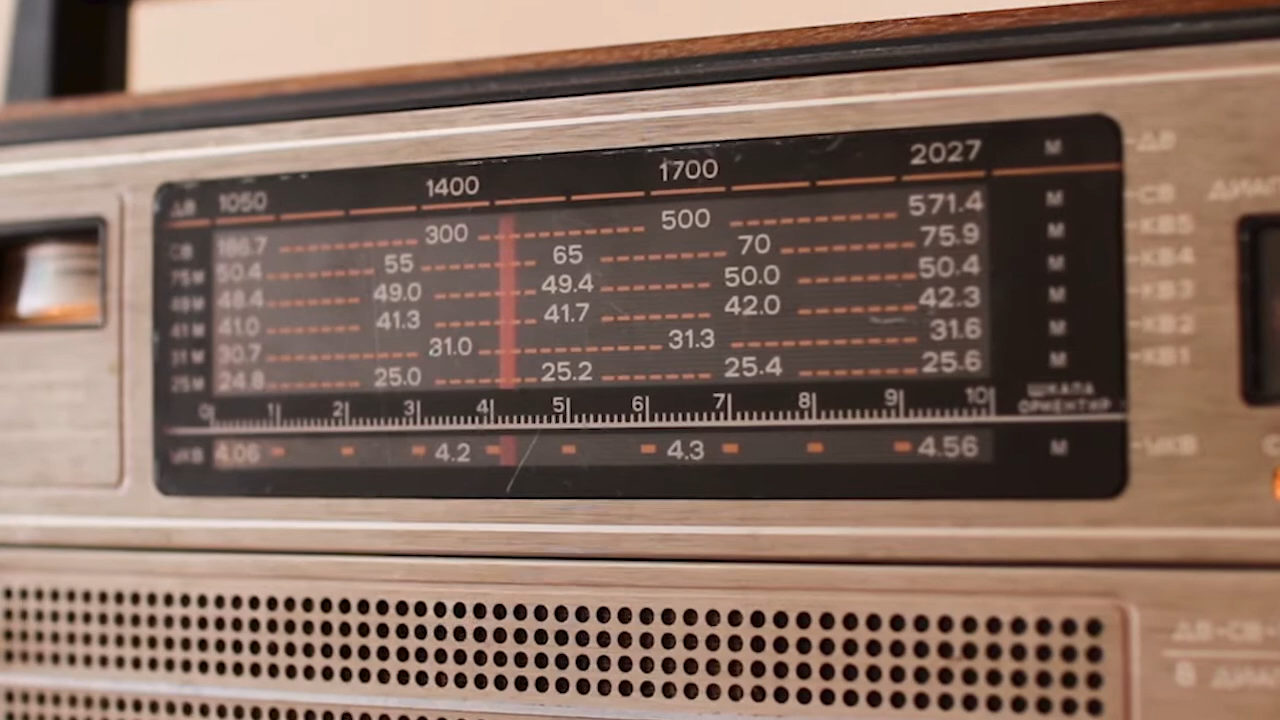 ДВ 1050 1400 1700 2027 М ДВ
СВ 186.7 300 500 571.4 М СВ
75М 50.4 55 65 70 75.9 М КВ5
49М 48.4 49.0 49.4 50.0 50.4 М КВ4
41М 41.0 41.3 41.7 42.0 42.3 М КВ3
31М 30.7 31.0 31.3 31.6 М КВ2
25М 24.8 25.0 25.2 25.4 25.6 М КВ1
0 1 2 3 4 5 6 7 8 9 10 ШКАЛА
ОРИЕНТИР
УКВ 4.06 4.2 4.3 4.56 М УКВ
ДВ-СВ-
8